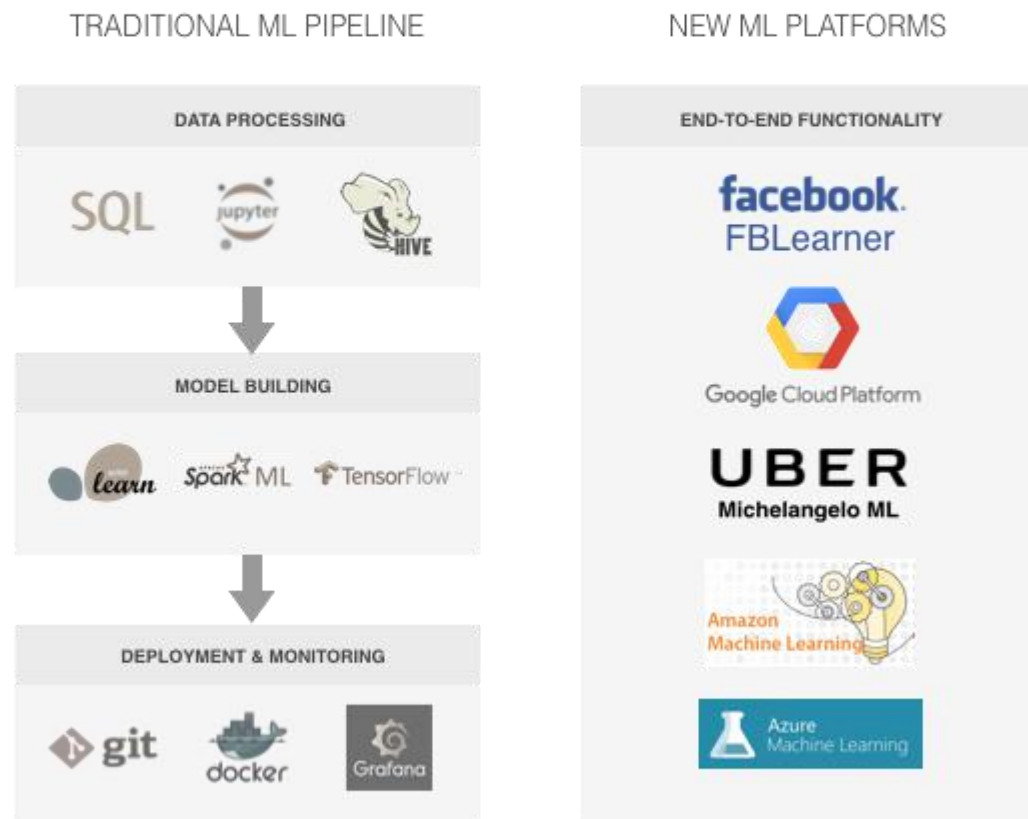 TRADITIONAL ML PIPELINE
DATA PROCESSING
SQL
jupyter
HIVE
MODEL BUILDING
learn
Spark ML
TensorFlow
DEPLOYMENT & MONITORING
git
docker
Grafana
NEW ML PLATFORMS
END-TO-END FUNCTIONALITY
facebook.
FBLearner
Google Cloud Platform
UBER
Michelangelo ML
Amazon
Machine Learning
Azure
Machine Learning